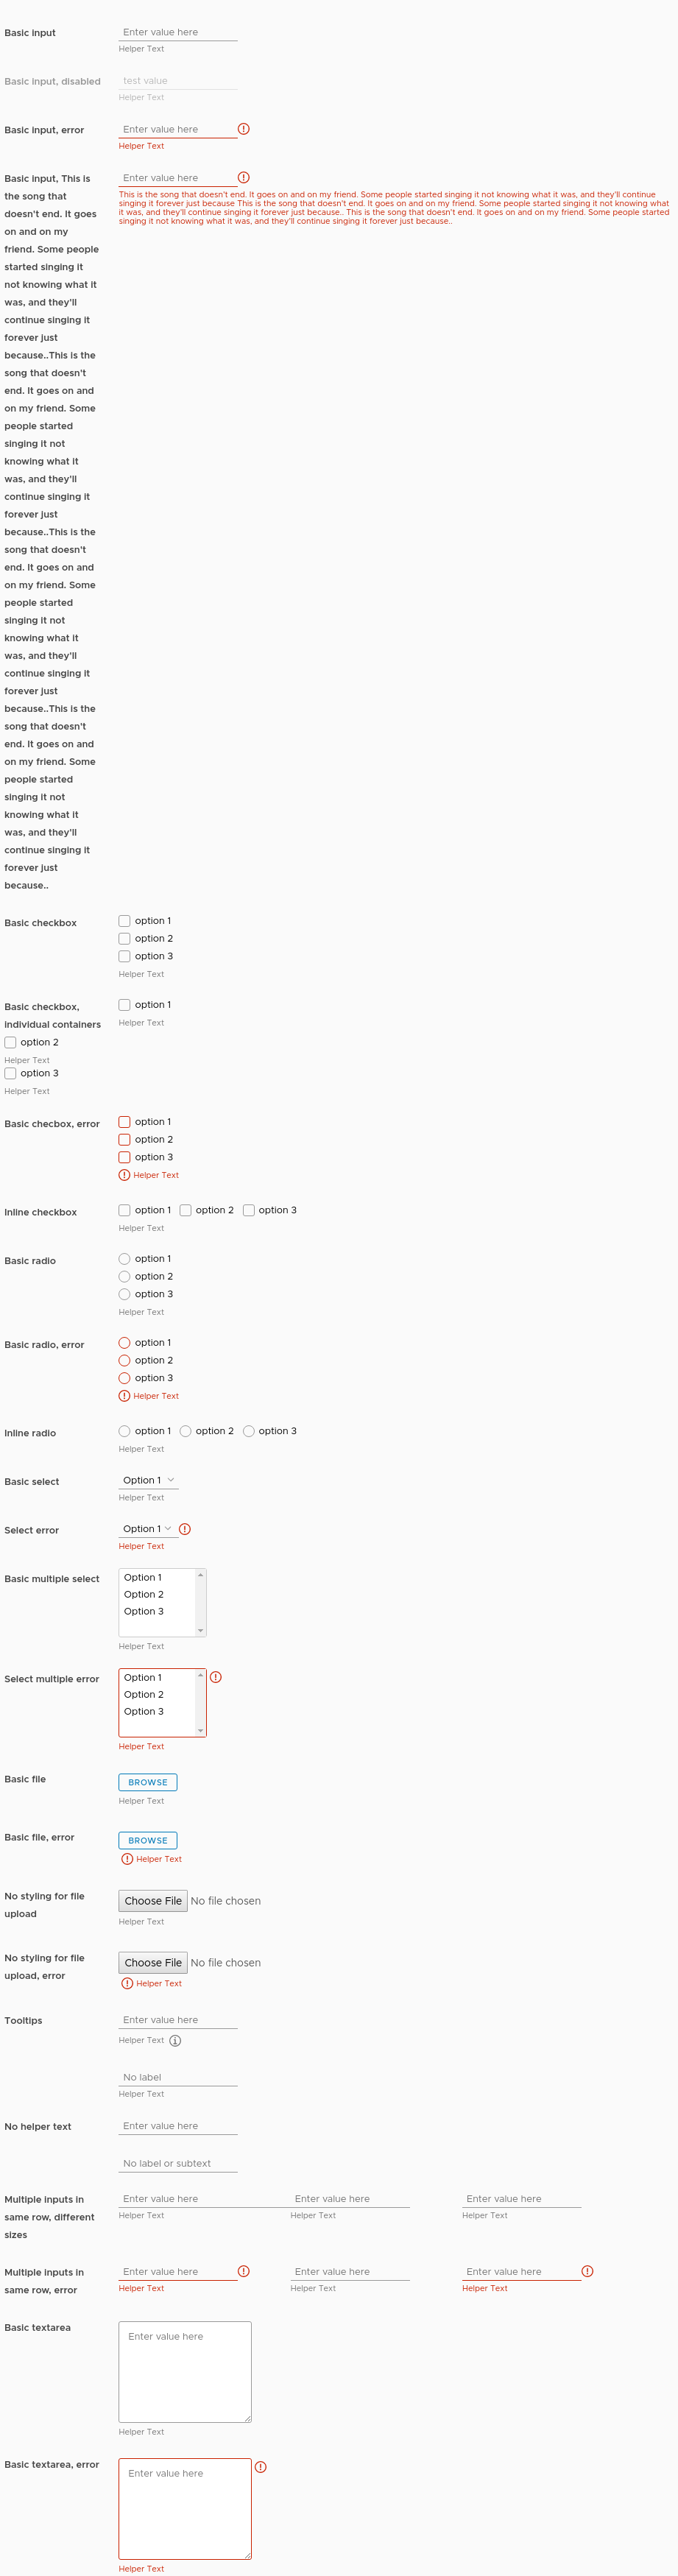 Basic input
Enter value here
Helper Text
Basic input, disabled
test value
Helper Text
Basic input, error
Enter value here
Helper Text
Basic input, This is
the song that
doesn't end. It goes
on and on my
friend. Some people
started singing it
not knowing what it
was, and they'll
continue singing it
forever just
because..This is the
song that doesn't
end. It goes on and
on my friend. Some
people started
singing it not
knowing what it
was, and they'll
continue singing it
forever just
because..This is the
song that doesn't
end. It goes on and
on my friend. Some
people started
singing it not
knowing what it
was, and they'll
continue singing it
forever just
because..This is the
song that doesn't
end. It goes on and
on my friend. Some
people started
singing it not
knowing what it
was, and they'll
continue singing it
forever just
because..
Enter value here
This is the song that doesn't end. It goes on and on my friend. Some people started singing it not knowing what it was, and they'll continue
singing it forever just because This is the song that doesn't end. It goes on and on my friend. Some people started singing it not knowing what
it was, and they'll continue singing it forever just because.. This is the song that doesn't end. It goes on and on my friend. Some people started
singing it not knowing what it was, and they'll continue singing it forever just because..
Basic checkbox
option 1
option 2
option 3
Helper Text
Basic checkbox,
individual containers
option 1
Helper Text
option 2
Helper Text
option 3
Helper Text
Basic checbox, error
option 1
option 2
option 3
Helper Text
Inline checkbox
option 1 option 2 option 3
Helper Text
Basic radio
option 1
option 2
option 3
Helper Text
Basic radio, error
option 1
option 2
option 3
Helper Text
Inline radio
option 1 option 2 option 3
Helper Text
Basic select
Option 1
Helper Text
Select error
Option 1
Helper Text
Basic multiple select
Option 1
Option 2
Option 3
Helper Text
Select multiple error
Option 1
Option 2
Option 3
Helper Text
Basic file
BROWSE
Helper Text
Basic file, error
BROWSE
Helper Text
No styling for file
upload
Choose File No file chosen
Helper Text
No styling for file
upload, error
Choose File No file chosen
Helper Text
Tooltips
Enter value here
Helper Text
No label
Helper Text
No helper text
Enter value here
No label or subtext
Multiple inputs in
same row, different
sizes
Enter value here Enter value here Enter value here
Helper Text Helper Text Helper Text
Multiple inputs in
same row, error
Enter value here Enter value here Enter value here
Helper Text Helper Text Helper Text
Basic textarea
Enter value here
Helper Text
Basic textarea, error
Enter value here
Helper Text